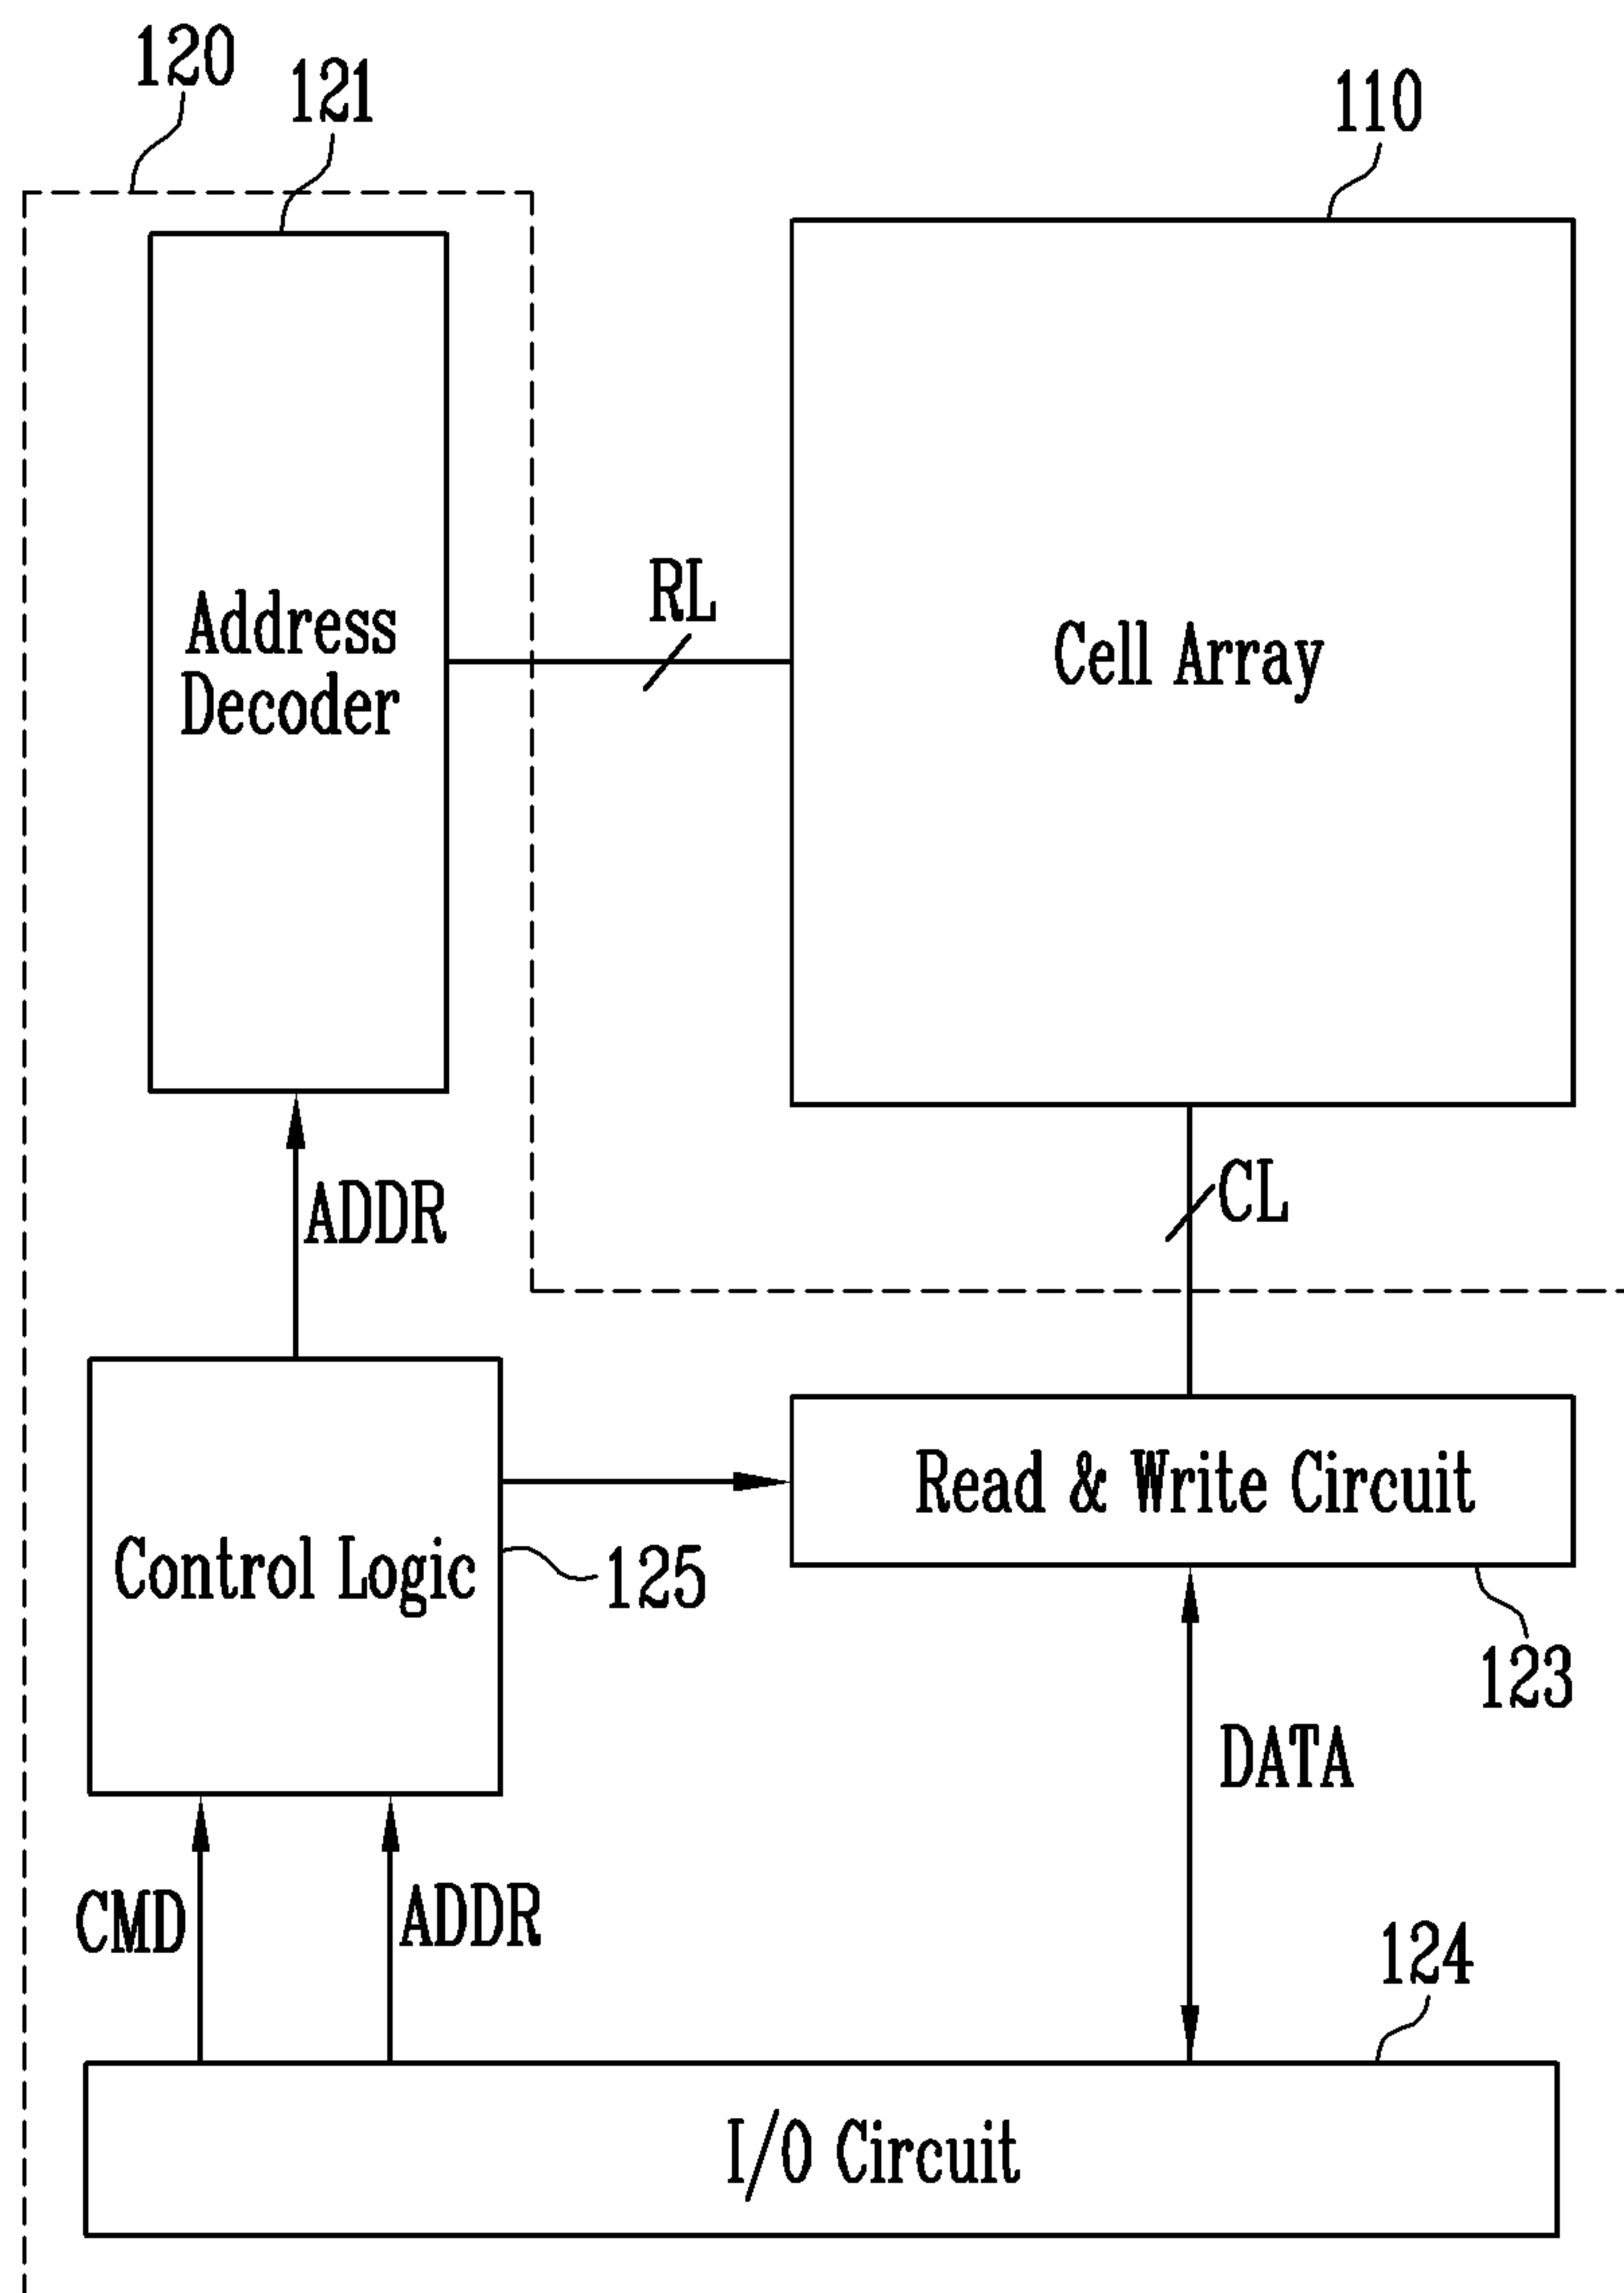 120
121
110
Address
Decoder
RL
Cell Array
ADDR
CL
Control Logic
125
Read & Write Circuit
123
CMD
ADDR
DATA
124
I/O Circuit